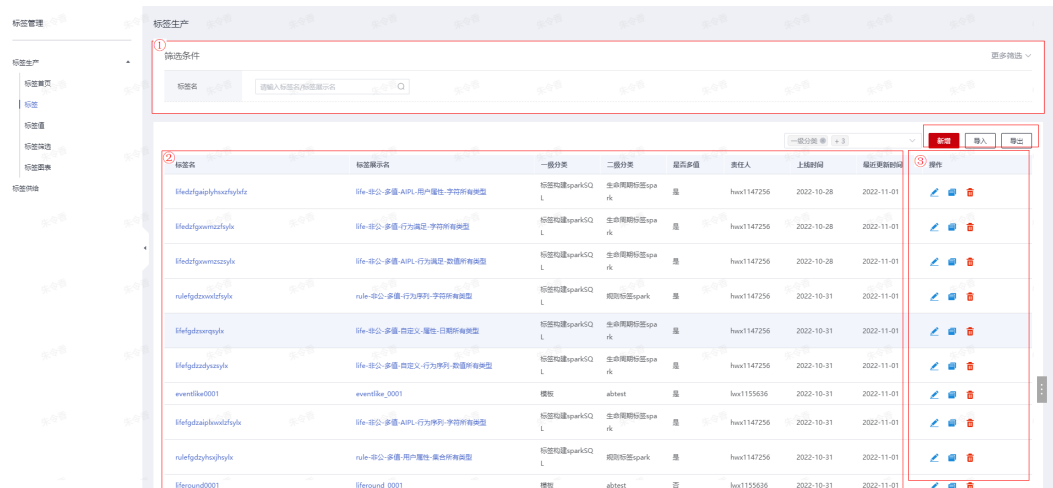 标签管理
标签生产
标签首页
标签
标签值
标签筛选
标签图表
标签供给
标签生产
①
筛选条件
更多筛选
标签名
请输入标签名/标签展示名
一级分类
+ 3
新增
导入
导出
②
③
标签名 标签展示名 一级分类 二级分类 是否多值 责任人 上线时间 最近更新时间 操作
lifedzfgaiplyhsxzfsylxfz life-非公-多值-AIPL-用户属性-字符所有类型 标签构建sparkSQL 生命周期标签spark 是 hwx1147256 2022-10-28 2022-11-01
lifedzfgxwmzzfsylx life-非公-多值-行为满足-字符所有类型 标签构建sparkSQL 生命周期标签spark 是 hwx1147256 2022-10-28 2022-11-01
lifedzfgxwmzszsylx life-非公-多值-AIPL-行为满足-数值所有类型 标签构建sparkSQL 生命周期标签spark 是 hwx1147256 2022-10-28 2022-11-01
rulefgdzxwxlzfsylx rule-非公-多值-行为序列-字符所有类型 标签构建sparkSQL 规则标签spark 是 hwx1147256 2022-10-31 2022-11-01
lifefgdzsxrqsylx life-非公-多值-自定义-属性-日期所有类型 标签构建sparkSQL 生命周期标签spark 是 hwx1147256 2022-10-31 2022-11-01
lifefgdzzdyszsylx life-非公-多值-自定义-行为序列-数值所有类型 标签构建sparkSQL 生命周期标签spark 是 hwx1147256 2022-10-31 2022-11-01
eventlike0001 eventlike_0001 模板 abtest 是 lwx1155636 2022-10-31 2022-11-01
lifefgdzaiplxwxlzfsylx life-非公-多值-AIPL-行为序列-字符所有类型 标签构建sparkSQL 生命周期标签spark 是 hwx1147256 2022-10-31 2022-11-01
rulefgdzyhsxjhsylx rule-非公-多值-用户属性-集合所有类型 标签构建sparkSQL 规则标签spark 是 hwx1147256 2022-10-31 2022-11-01
liferound0001 liferound_0001 模板 abtest 否 lwx1155636 2022-10-31 2022-11-01